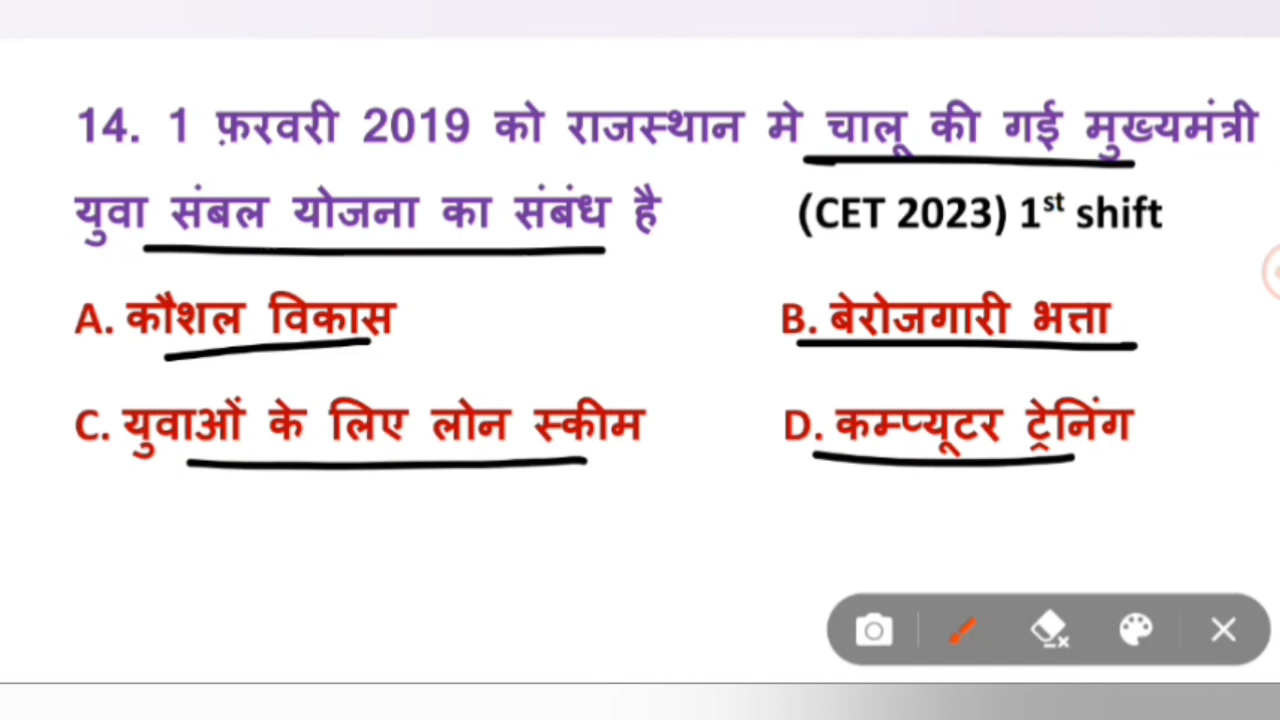 14. 1 फ़रवरी 2019 को राजस्थान मे चालू की गई मुख्यमंत्री
युवा संबल योजना का संबंध है (CET 2023) 1st shift
A. कौशल विकास B. बेरोजगारी भत्ता
C. युवाओं के लिए लोन स्कीम D. कम्प्यूटर ट्रेनिंग